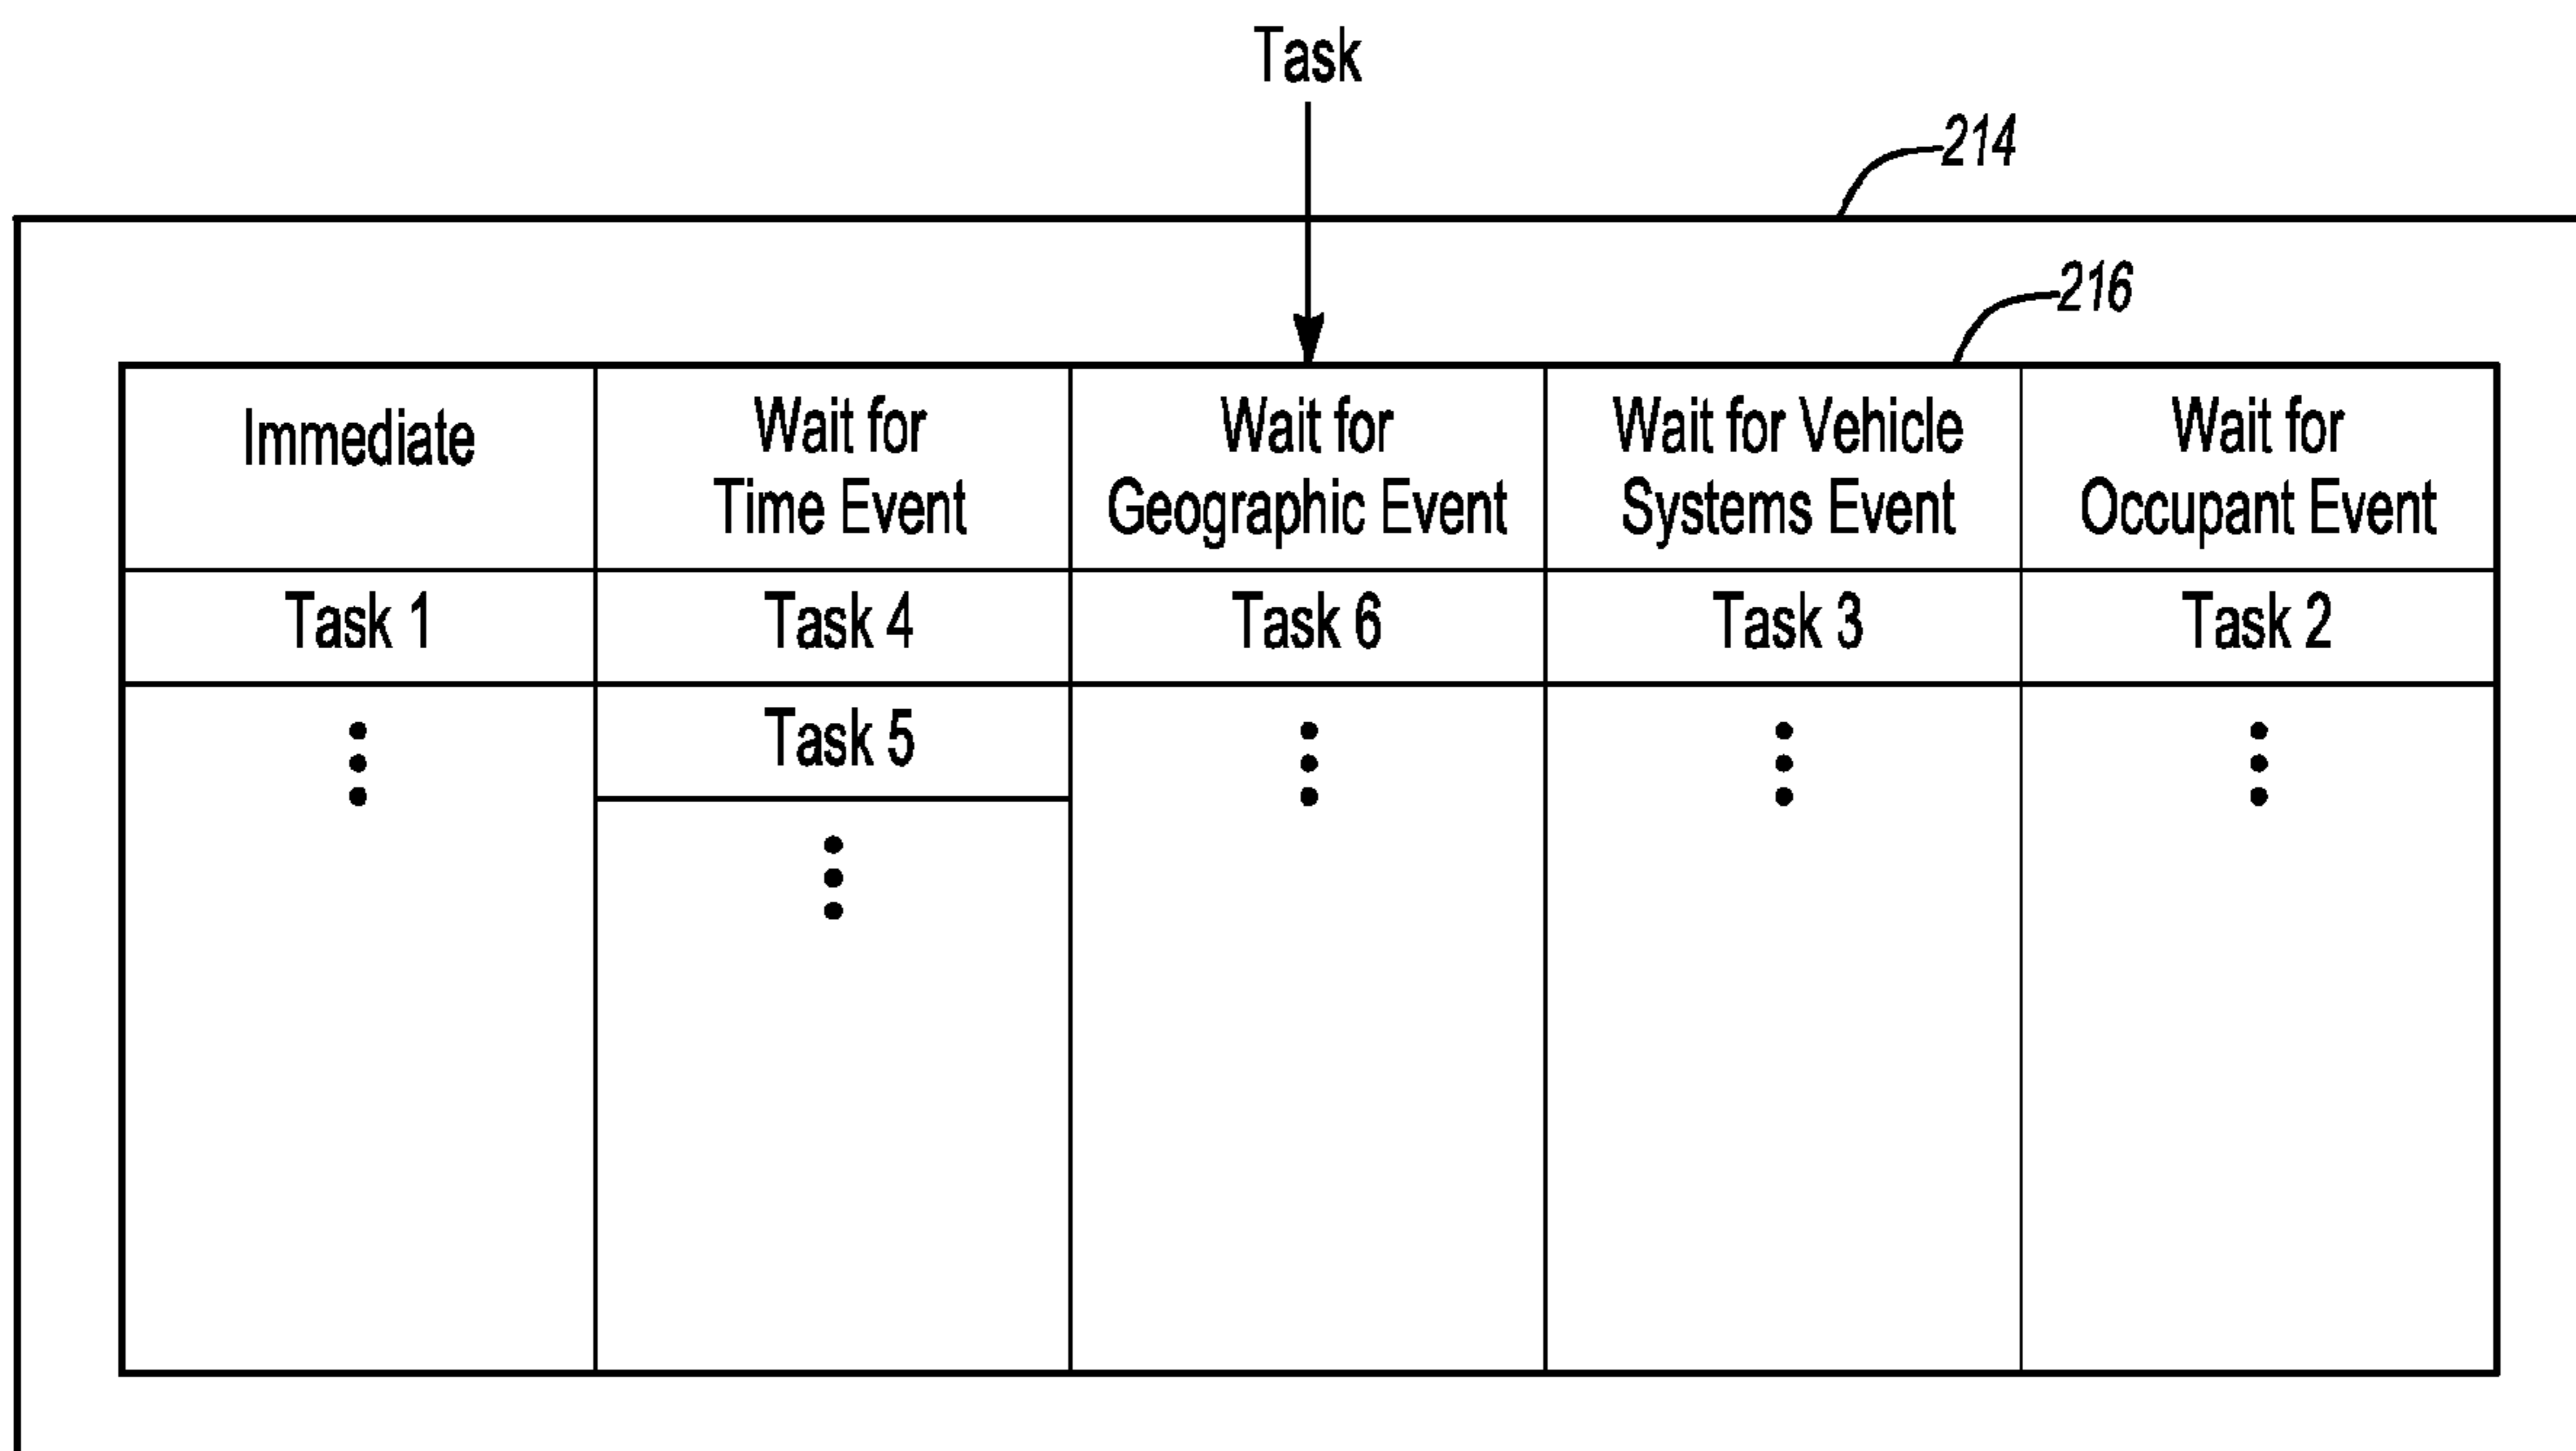 Task
214
216
Immediate
Wait for
Time Event
Wait for
Geographic Event
Wait for Vehicle
Systems Event
Wait for
Occupant Event
Task 1
Task 4
Task 6
Task 3
Task 2
Task 5